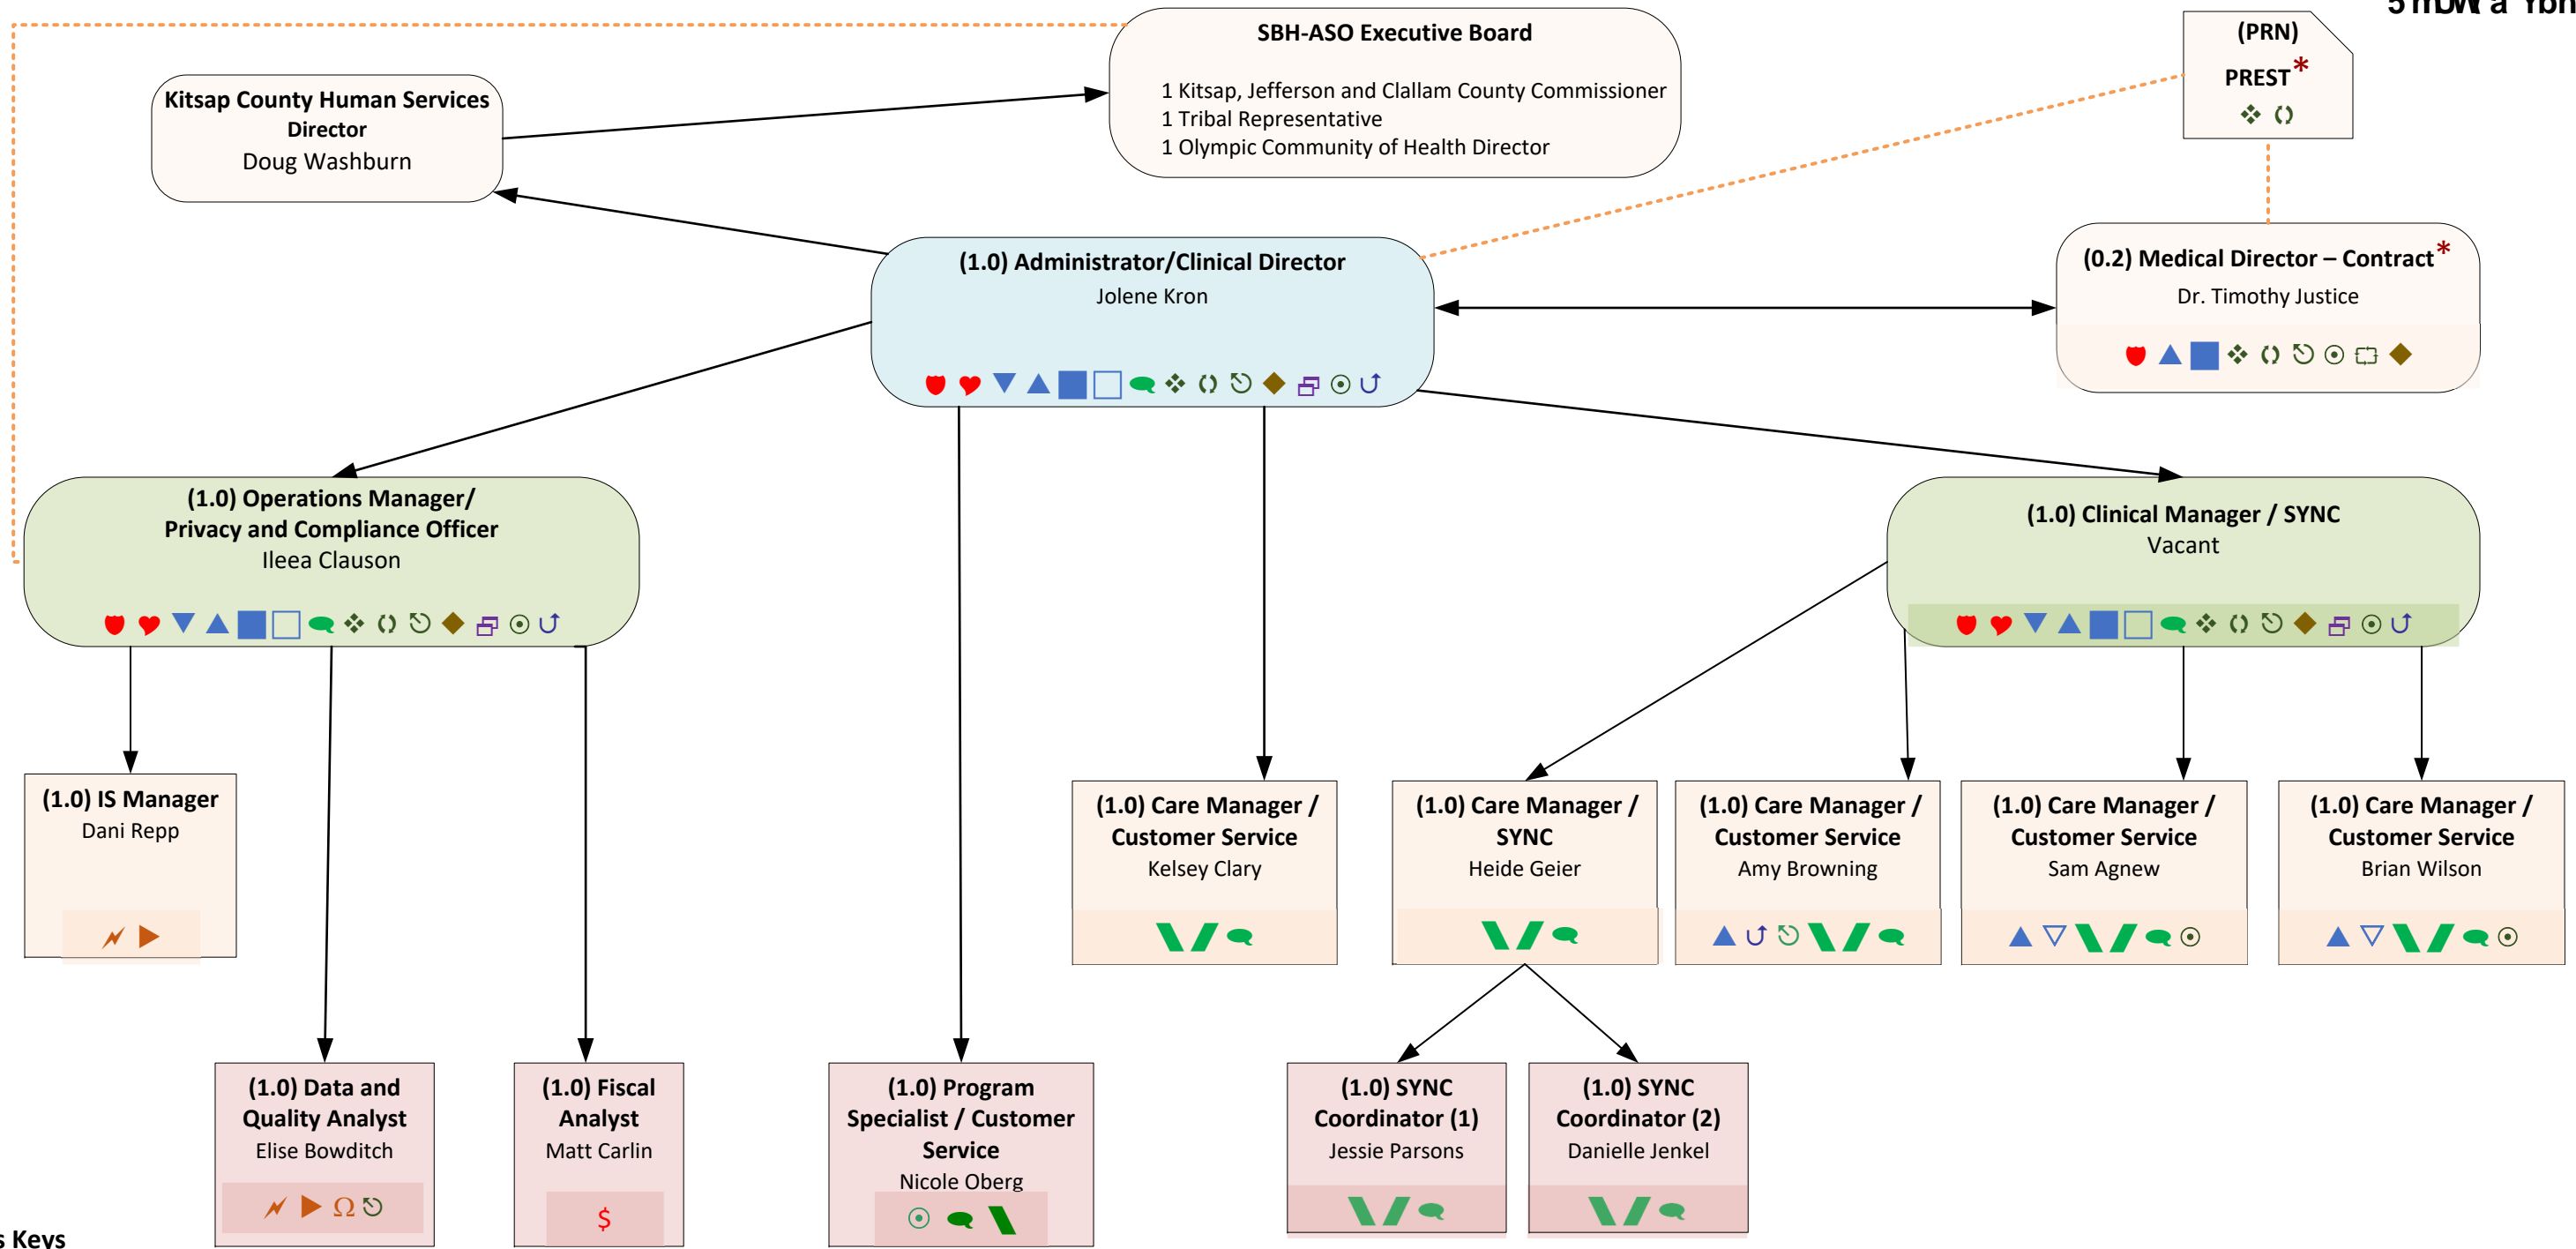 SBH-ASO Executive Board
1 Kitsap, Jefferson and Clallam County Commissioner
1 Tribal Representative
1 Olympic Community of Health Director
(PRN)
PREST*
Kitsap County Human Services
Director
Doug Washburn
(1.0) Administrator/Clinical Director
Jolene Kron
(0.2) Medical Director – Contract*
Dr. Timothy Justice
(1.0) Operations Manager/
Privacy and Compliance Officer
Ileea Clauson
(1.0) Clinical Manager / SYNC
Vacant
(1.0) IS Manager
Dani Repp
(1.0) Care Manager /
Customer Service
Kelsey Clary
(1.0) Care Manager /
SYNC
Heide Geier
(1.0) Care Manager /
Customer Service
Amy Browning
(1.0) Care Manager /
Customer Service
Sam Agnew
(1.0) Care Manager /
Customer Service
Brian Wilson
(1.0) Data and
Quality Analyst
Elise Bowditch
Ω
(1.0) Fiscal
Analyst
Matt Carlin
$
(1.0) Program
Specialist / Customer
Service
Nicole Oberg
(1.0) SYNC
Coordinator (1)
Jessie Parsons
(1.0) SYNC
Coordinator (2)
Danielle Jenkel
s Keys